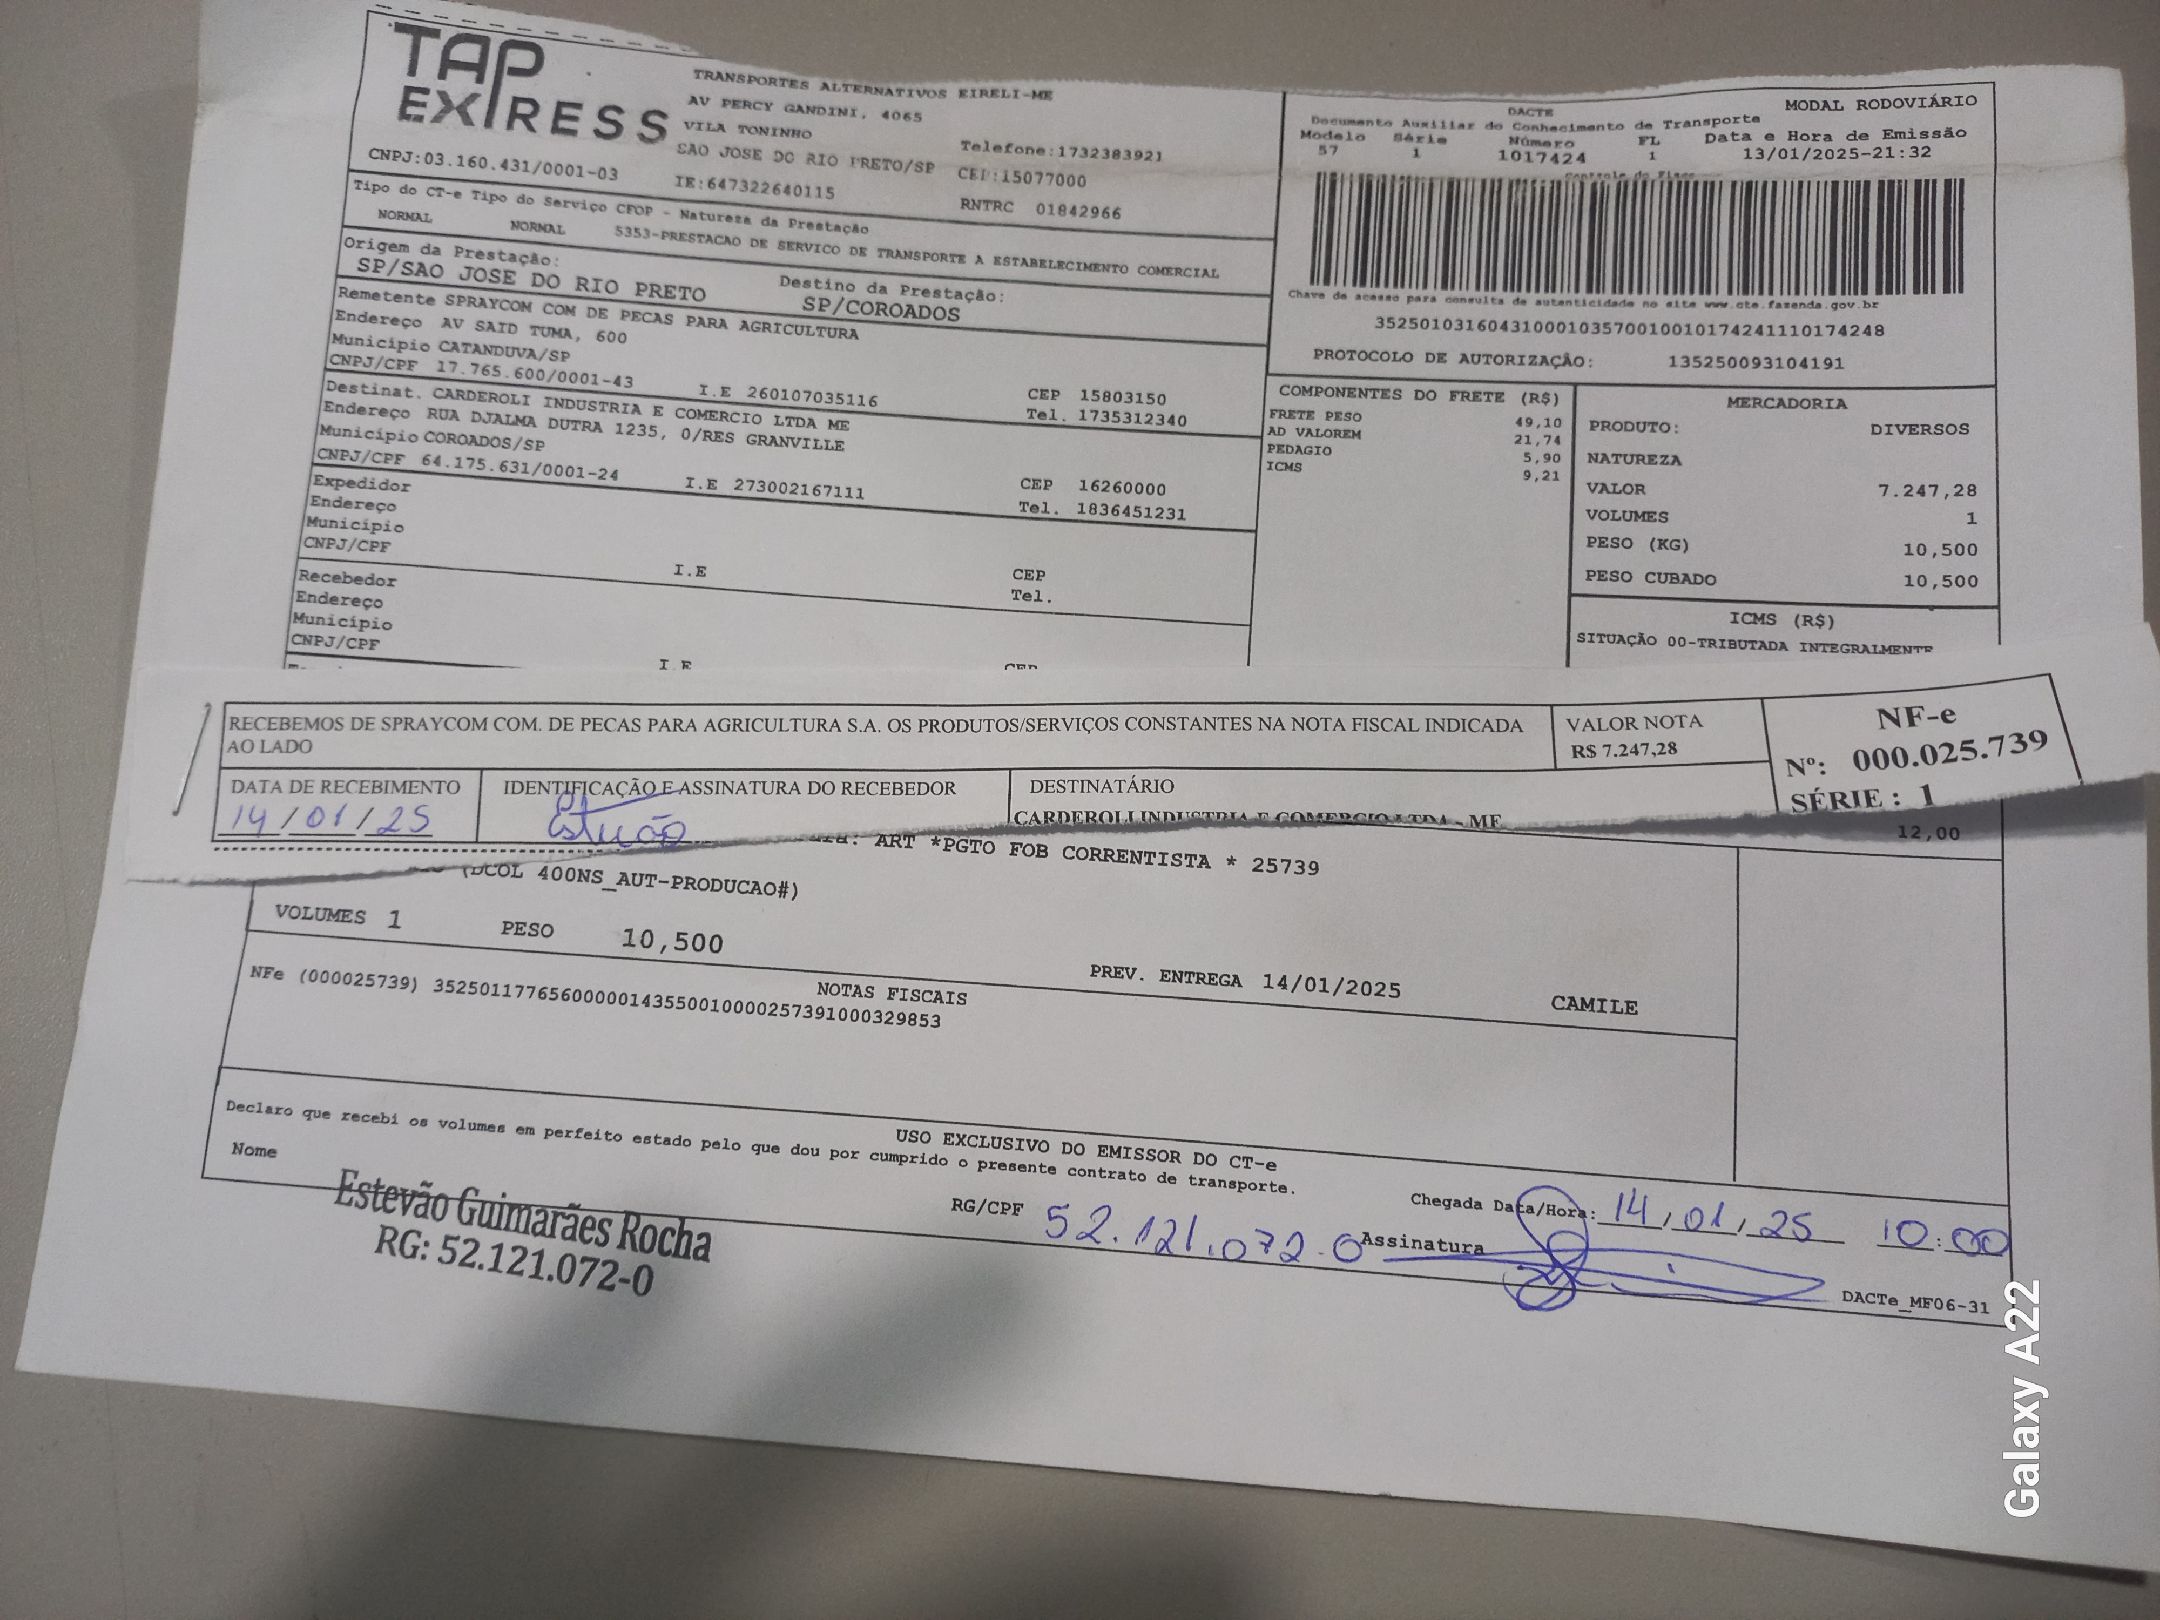 TAP
EXPRESS
TRANSPORTES ALTERNATIVOS EIRELI-ME
AV PERCY GANDINI, 4065
VILA TONINHO
SAO JOSE DO RIO PRETO/SP
Telefone:1732383921
CEP:15077000
CNPJ:03.160.431/0001-03
IE:647322640115
RNTRC 01842966
DACTE
MODAL RODOVIÁRIO
Documento Auxiliar do Conhecimento de Transporte
Modelo Série Número FL Data e Hora de Emissão
57 1 1017424 1 13/01/2025-21:32
Controle do Fisco
Tipo do CT-e Tipo do Serviço CFOP - Natureza da Prestação
NORMAL NORMAL 5353-PRESTACAO DE SERVICO DE TRANSPORTE A ESTABELECIMENTO COMERCIAL
Origem da Prestação:
SP/SAO JOSE DO RIO PRETO
Destino da Prestação:
SP/COROADOS
Chave de acesso para consulta de autenticidade no site www.cte.fazenda.gov.br
35250103160431000103570010010174241110174248
PROTOCOLO DE AUTORIZAÇÃO: 135250093104191
Remetente SPRAYCOM COM DE PECAS PARA AGRICULTURA
Endereço AV SAID TUMA, 600
Município CATANDUVA/SP
CNPJ/CPF 17.765.600/0001-43 I.E 260107035116
CEP 15803150
Tel. 1735312340
Destinat. CARDEROLI INDUSTRIA E COMERCIO LTDA ME
Endereço RUA DJALMA DUTRA 1235, 0/RES GRANVILLE
Município COROADOS/SP
CNPJ/CPF 64.175.631/0001-24 I.E 273002167111
CEP 16260000
Tel. 1836451231
Expedidor
Endereço
Município
CNPJ/CPF I.E
CEP
Tel.
Recebedor
Endereço
Município
CNPJ/CPF I.E
CEP
COMPONENTES DO FRETE (R$)
FRETE PESO 49,10
AD VALOREM 21,74
PEDAGIO 5,90
ICMS 9,21
MERCADORIA
PRODUTO: DIVERSOS
NATUREZA
VALOR 7.247,28
VOLUMES 1
PESO (KG) 10,500
PESO CUBADO 10,500
ICMS (R$)
SITUAÇÃO 00-TRIBUTADA INTEGRALMENTE
RECEBEMOS DE SPRAYCOM COM. DE PECAS PARA AGRICULTURA S.A. OS PRODUTOS/SERVIÇOS CONSTANTES NA NOTA FISCAL INDICADA
AO LADO
VALOR NOTA
R$ 7.247,28
NF-e
Nº: 000.025.739
SÉRIE : 1
DATA DE RECEBIMENTO
14/01/25
IDENTIFICAÇÃO E ASSINATURA DO RECEBEDOR
Estevão
DESTINATÁRIO
CARDEROLI INDUSTRIA E COMERCIO LTDA - ME
12,00
ART *PGTO FOB CORRENTISTA * 25739
(DCOL 400NS_AUT-PRODUCAO#)
VOLUMES 1 PESO 10,500
PREV. ENTREGA 14/01/2025 CAMILE
NOTAS FISCAIS
NFe (000025739) 35250117765600000143550010000257391000329853
USO EXCLUSIVO DO EMISSOR DO CT-e
Declaro que recebi os volumes em perfeito estado pelo que dou por cumprido o presente contrato de transporte.
Nome
Estevão Guimarães Rocha
RG: 52.121.072-0
RG/CPF 52.121.072-0
Chegada Data/Hora: 14/01/25 10:00
Assinatura
DACTe_MF06-31
Galaxy A22